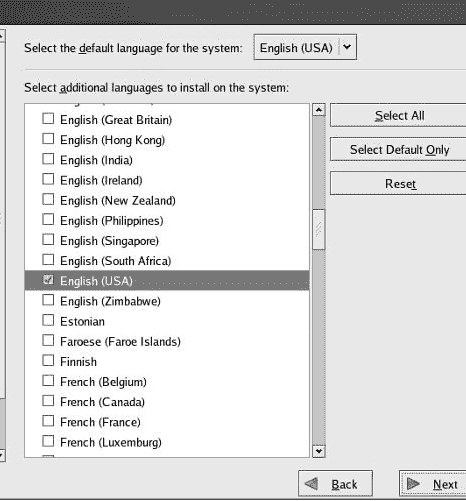 Select the default language for the system: English (USA)
Select additional languages to install on the system:
English (Great Britain)
English (Hong Kong)
English (India)
English (Ireland)
English (New Zealand)
English (Philippines)
English (Singapore)
English (South Africa)
English (USA)
English (Zimbabwe)
Estonian
Faroese (Faroe Islands)
Finnish
French (Belgium)
French (Canada)
French (France)
French (Luxemburg)
Select All
Select Default Only
Reset
Back
Next